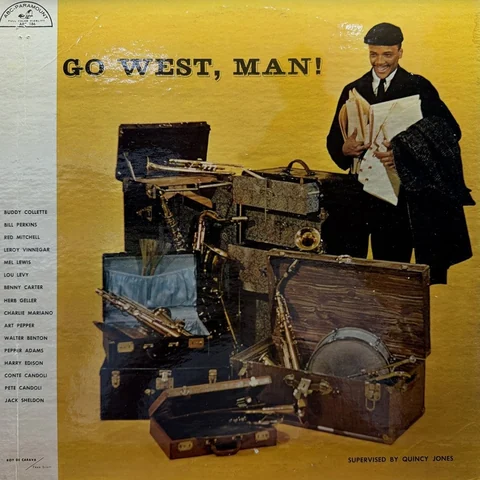 ABC-PARAMOUNT
GO WEST, MAN!
BUDDY COLLETTE
BILL PERKINS
RED MITCHELL
LEROY VINNEGAR
MEL LEWIS
LOU LEVY
BENNY CARTER
HERB GELLER
CHARLIE MARIANO
ART PEPPER
WALTER BENTON
PEPPER ADAMS
HARRY EDISON
CONTE CANDOLI
PETE CANDOLI
JACK SHELDON
SUPERVISED BY QUINCY JONES